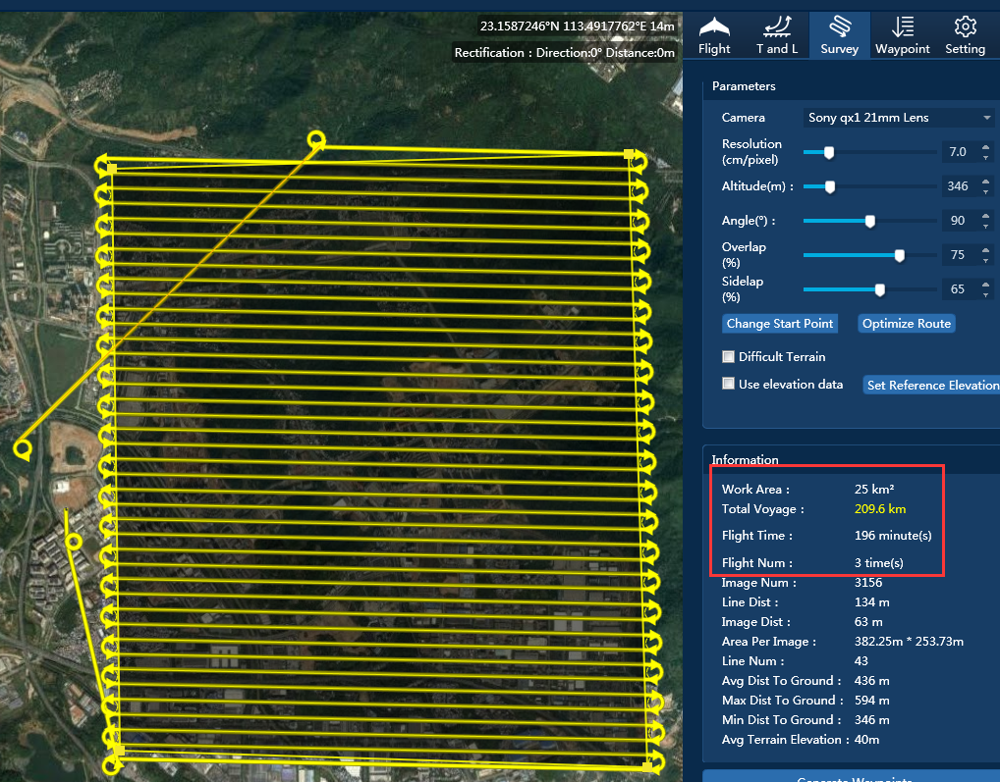 23.1587246°N 113.4917762°E 14m
Rectification : Direction:0° Distance:0m
Flight T and L Survey Waypoint Setting
Parameters
Camera Sony qx1 21mm Lens
Resolution (cm/pixel) 7.0
Altitude(m) : 346
Angle(°) : 90
Overlap (%) 75
Sidelap (%) 65
Change Start Point Optimize Route
Difficult Terrain
Use elevation data Set Reference Elevation
Information
Work Area : 25 km²
Total Voyage : 209.6 km
Flight Time : 196 minute(s)
Flight Num : 3 time(s)
Image Num : 3156
Line Dist : 134 m
Image Dist : 63 m
Area Per Image : 382.25m * 253.73m
Line Num : 43
Avg Dist To Ground : 436 m
Max Dist To Ground : 594 m
Min Dist To Ground : 346 m
Avg Terrain Elevation : 40m
Generate Waypoints